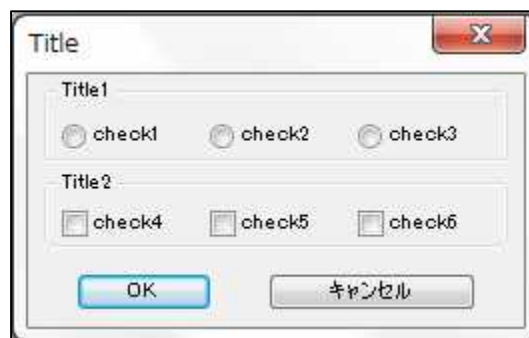 Title
Title1
check1 check2 check3
Title2
check4 check5 check6
OK キャンセル